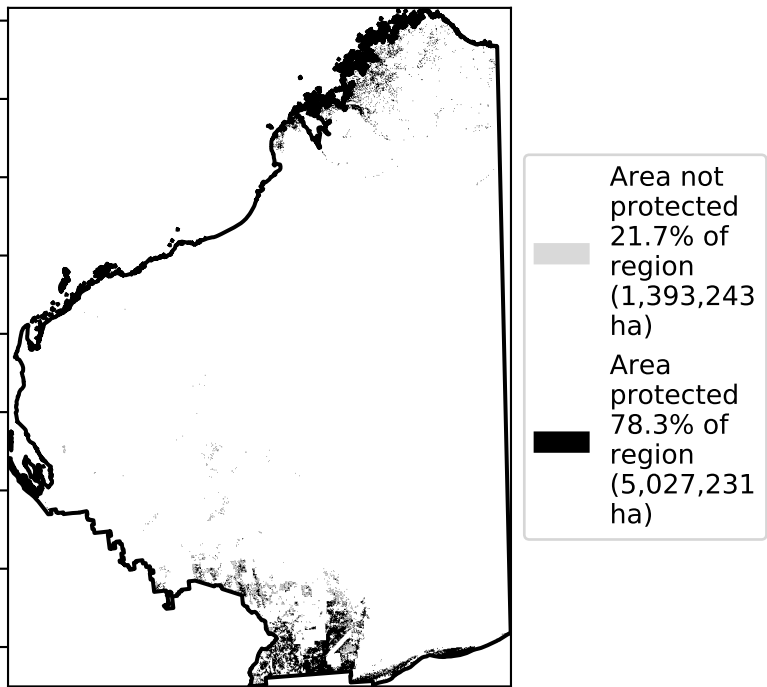 Area not
protected
21.7% of
region
(1,393,243
ha)
Area
protected
78.3% of
region
(5,027,231
ha)